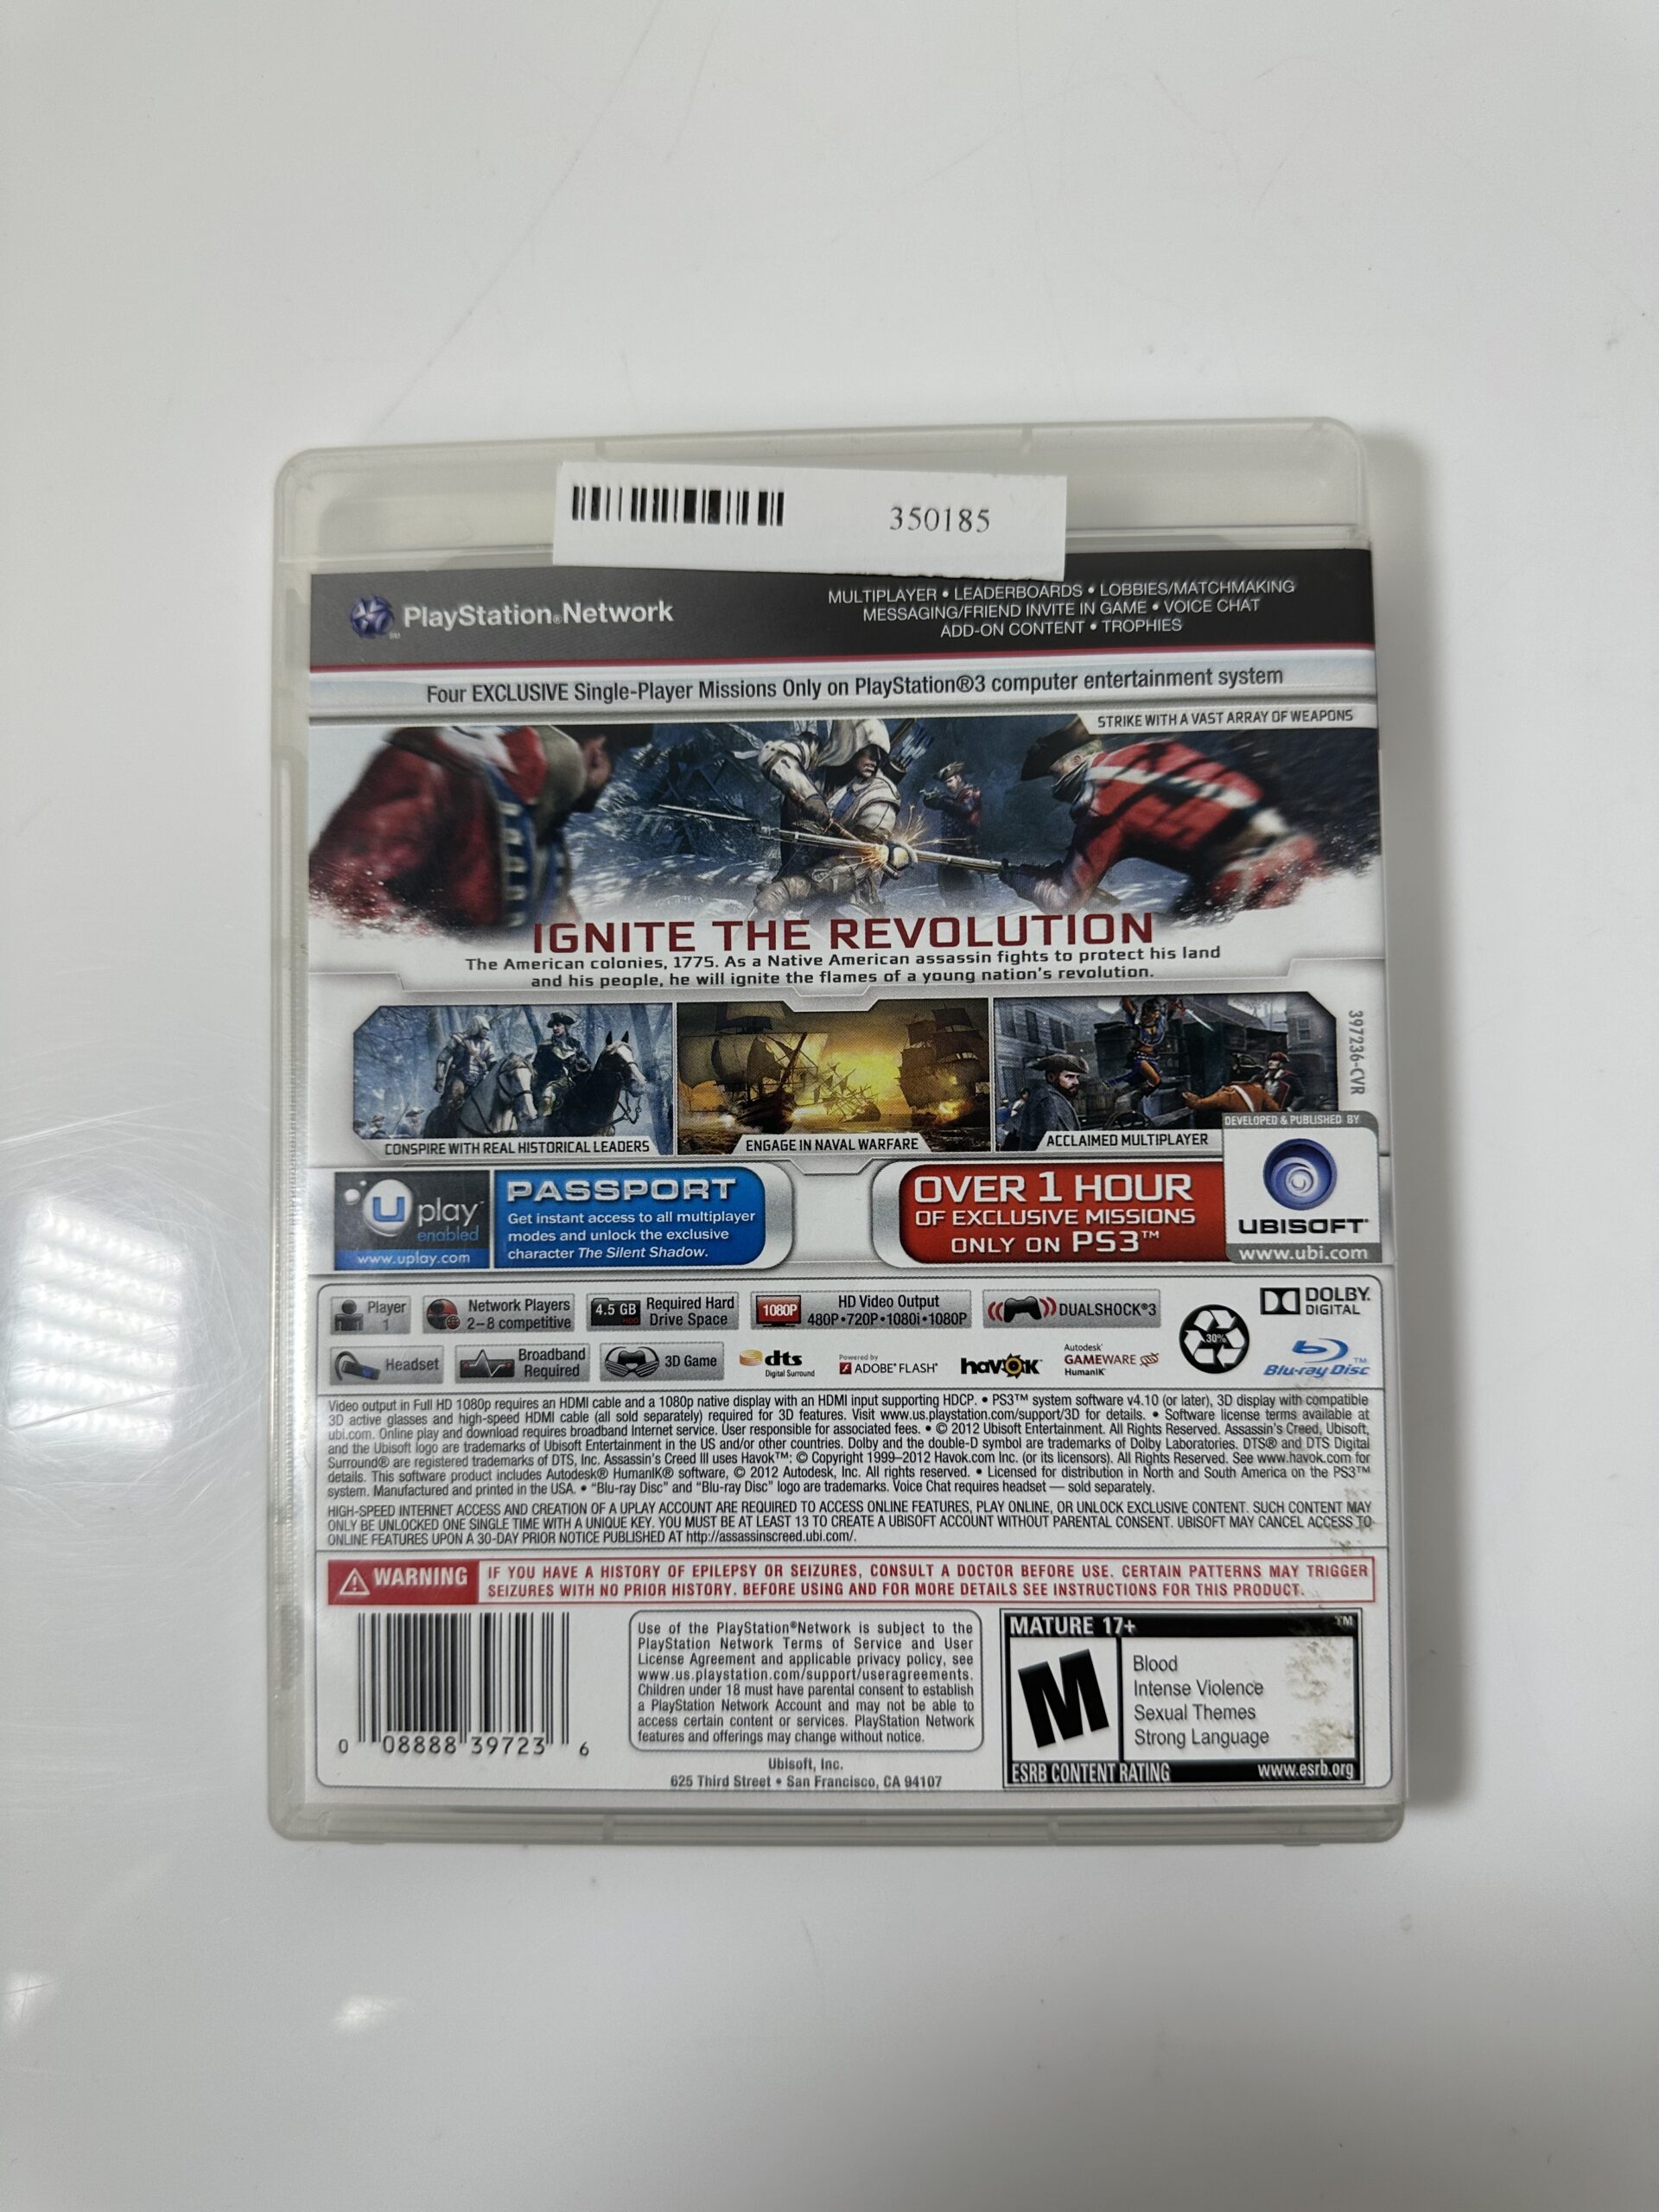 350185
PlayStation®Network
MULTIPLAYER • LEADERBOARDS • LOBBIES/MATCHMAKING
MESSAGING/FRIEND INVITE IN GAME • VOICE CHAT
ADD-ON CONTENT • TROPHIES
Four EXCLUSIVE Single-Player Missions Only on PlayStation®3 computer entertainment system
STRIKE WITH A VAST ARRAY OF WEAPONS
IGNITE THE REVOLUTION
The American colonies, 1775. As a Native American assassin fights to protect his land
and his people, he will ignite the flames of a young nation's revolution.
397236-CVR
CONSPIRE WITH REAL HISTORICAL LEADERS
ENGAGE IN NAVAL WARFARE
ACCLAIMED MULTIPLAYER
DEVELOPED & PUBLISHED BY
UBISOFT®
www.ubi.com
Uplay™
enabled
www.uplay.com
PASSPORT
Get instant access to all multiplayer
modes and unlock the exclusive
character The Silent Shadow.
OVER 1 HOUR
OF EXCLUSIVE MISSIONS
ONLY ON PS3™
Player
1
Network Players
2–8 competitive
4.5 GB
HDD
Required Hard
Drive Space
1080P
HD Video Output
480P•720P•1080i•1080P
DUALSHOCK®3
30%
DOLBY
DIGITAL
Headset
Broadband
Required
3D Game
dts
Digital Surround
Powered by
ADOBE® FLASH®
havok
Autodesk®
GAMEWARE
HumanIK®
Blu-ray Disc™
Video output in Full HD 1080p requires an HDMI cable and a 1080p native display with an HDMI input supporting HDCP. • PS3™ system software v4.10 (or later), 3D display with compatible
3D active glasses and high-speed HDMI cable (all sold separately) required for 3D features. Visit www.us.playstation.com/support/3D for details. • Software license terms available at
ubi.com. Online play and download requires broadband Internet service. User responsible for associated fees. • © 2012 Ubisoft Entertainment. All Rights Reserved. Assassin's Creed, Ubisoft,
and the Ubisoft logo are trademarks of Ubisoft Entertainment in the US and/or other countries. Dolby and the double-D symbol are trademarks of Dolby Laboratories. DTS® and DTS Digital
Surround® are registered trademarks of DTS, Inc. Assassin's Creed III uses Havok™: © Copyright 1999–2012 Havok.com Inc. (or its licensors). All Rights Reserved. See www.havok.com for
details. This software product includes Autodesk® HumanIK® software, © 2012 Autodesk, Inc. All rights reserved. • Licensed for distribution in North and South America on the PS3™
system. Manufactured and printed in the USA. • “Blu-ray Disc” and “Blu-ray Disc” logo are trademarks. Voice Chat requires headset — sold separately.
HIGH-SPEED INTERNET ACCESS AND CREATION OF A UPLAY ACCOUNT ARE REQUIRED TO ACCESS ONLINE FEATURES, PLAY ONLINE, OR UNLOCK EXCLUSIVE CONTENT. SUCH CONTENT MAY
ONLY BE UNLOCKED ONE SINGLE TIME WITH A UNIQUE KEY. YOU MUST BE AT LEAST 13 TO CREATE A UBISOFT ACCOUNT WITHOUT PARENTAL CONSENT. UBISOFT MAY CANCEL ACCESS TO
ONLINE FEATURES UPON A 30-DAY PRIOR NOTICE PUBLISHED AT http://assassinscreed.ubi.com/.
WARNING
IF YOU HAVE A HISTORY OF EPILEPSY OR SEIZURES, CONSULT A DOCTOR BEFORE USE. CERTAIN PATTERNS MAY TRIGGER
SEIZURES WITH NO PRIOR HISTORY. BEFORE USING AND FOR MORE DETAILS SEE INSTRUCTIONS FOR THIS PRODUCT.
0 08888 39723 6
Use of the PlayStation®Network is subject to the
PlayStation Network Terms of Service and User
License Agreement and applicable privacy policy, see
www.us.playstation.com/support/useragreements.
Children under 18 must have parental consent to establish
a PlayStation Network Account and may not be able to
access certain content or services. PlayStation Network
features and offerings may change without notice.
Ubisoft, Inc.
625 Third Street • San Francisco, CA 94107
MATURE 17+
TM
M
Blood
Intense Violence
Sexual Themes
Strong Language
ESRB CONTENT RATING
www.esrb.org